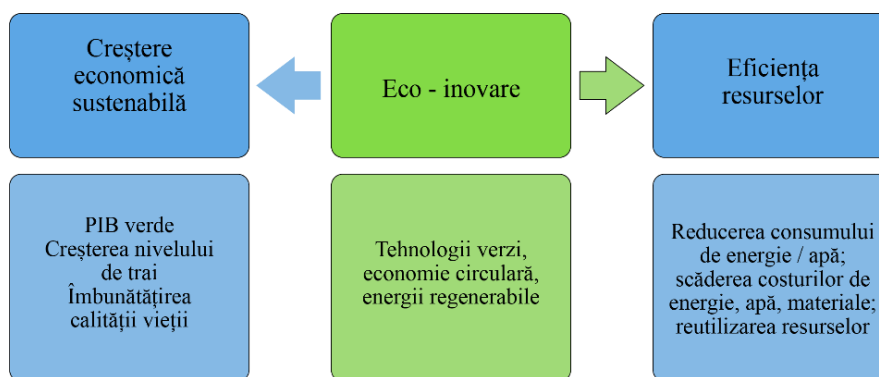 Creștere
economică
sustenabilă
Eco - inovare
Eficiența
resurselor
PIB verde
Creșterea nivelului
de trai
Îmbunătățirea
calității vieții
Tehnologii verzi,
economie circulară,
energii regenerabile
Reducerea consumului
de energie / apă;
scăderea costurilor de
energie, apă, materiale;
reutilizarea resurselor